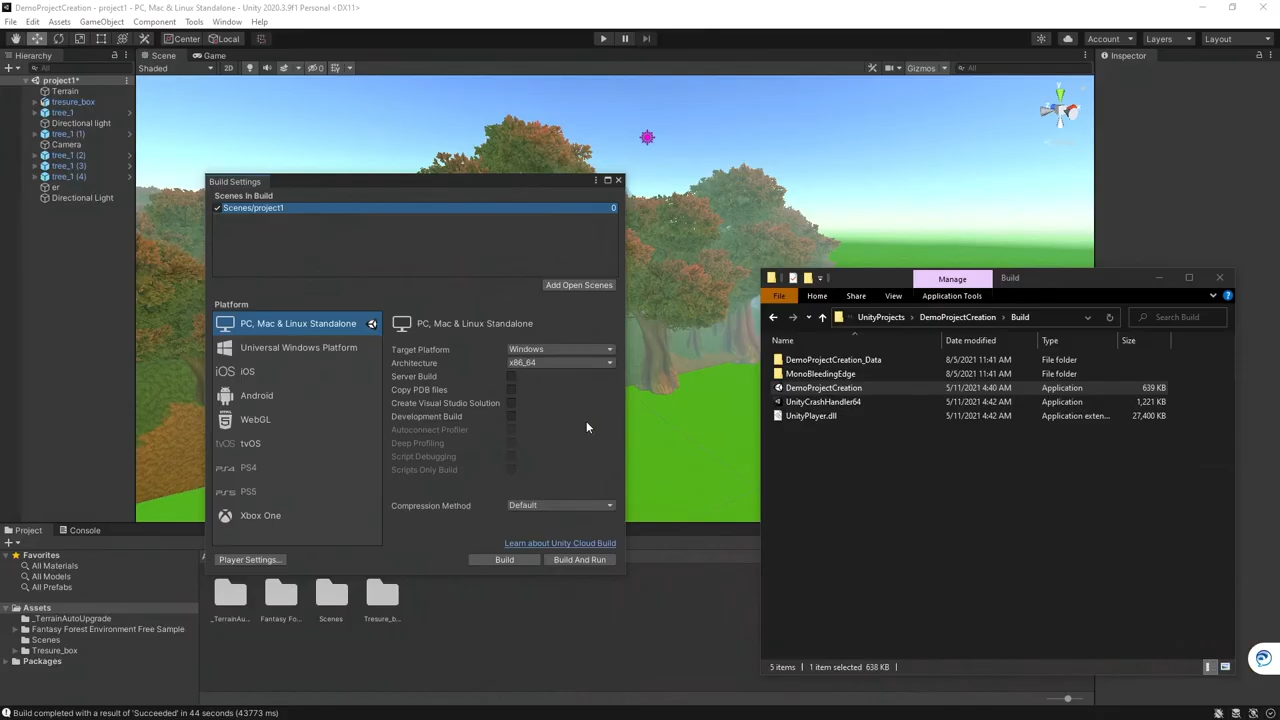 DemoProjectCreation - project1 - PC, Mac & Linux Standalone - Unity 2020.3.9f1 Personal <DX11>
File Edit Assets GameObject Component Tools Window Help
Center Local Account Layers Layout
Hierarchy Scene Game Inspector
All Shaded 2D 0 Gizmos All
project1*
Terrain
tresure_box
tree_1
Directional light
tree_1 (1)
Camera
tree_1 (2)
tree_1 (3)
tree_1 (4)
er
Directional Light
y
Build Settings
Scenes In Build
Scenes/project1 0
Add Open Scenes
Platform
PC, Mac & Linux Standalone
Universal Windows Platform
iOS iOS
Android
WebGL
tvOS tvOS
PS4 PS4
PS5 PS5
Xbox One
PC, Mac & Linux Standalone
Target Platform Windows
Architecture x86_64
Server Build
Copy PDB files
Create Visual Studio Solution
Development Build
Autoconnect Profiler
Deep Profiling
Script Debugging
Scripts Only Build
Compression Method Default
Learn about Unity Cloud Build
Player Settings... Build Build And Run
Manage Build
File Home Share View Application Tools
UnityProjects DemoProjectCreation Build Search Build
Name Date modified Type Size
DemoProjectCreation_Data 8/5/2021 11:41 AM File folder
MonoBleedingEdge 8/5/2021 11:41 AM File folder
DemoProjectCreation 5/11/2021 4:40 AM Application 639 KB
UnityCrashHandler64 5/11/2021 4:42 AM Application 1,221 KB
UnityPlayer.dll 5/11/2021 4:42 AM Application exten... 27,400 KB
5 items 1 item selected 638 KB
Project Console
Favorites
All Materials
All Models
All Prefabs
Assets
_TerrainAutoUpgrade
Fantasy Forest Environment Free Sample
Scenes
Tresure_box
Packages
_TerrainAu... Fantasy Fo... Scenes Tresure_b...
Build completed with a result of 'Succeeded' in 44 seconds (43773 ms)